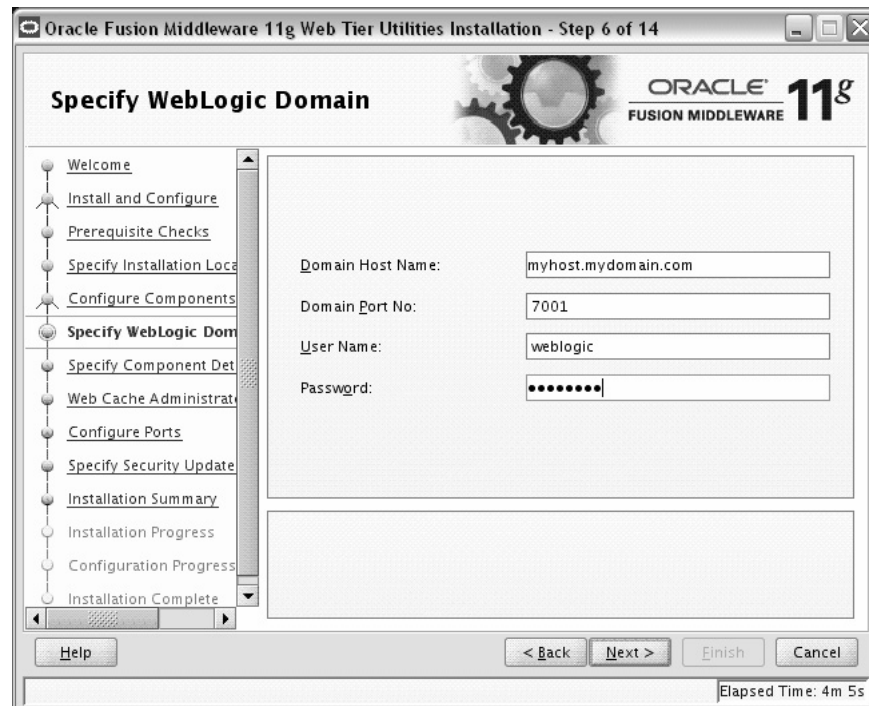 Oracle Fusion Middleware 11g Web Tier Utilities Installation - Step 6 of 14
Specify WebLogic Domain
ORACLE
FUSION MIDDLEWARE
11g
Welcome
Install and Configure
Prerequisite Checks
Specify Installation Loca
Configure Components
Specify WebLogic Dom
Specify Component Det
Web Cache Administrat
Configure Ports
Specify Security Update
Installation Summary
Installation Progress
Configuration Progress
Installation Complete
Domain Host Name: myhost.mydomain.com
Domain Port No: 7001
User Name: weblogic
Password: ••••••••
Help
< Back
Next >
Finish
Cancel
Elapsed Time: 4m 5s